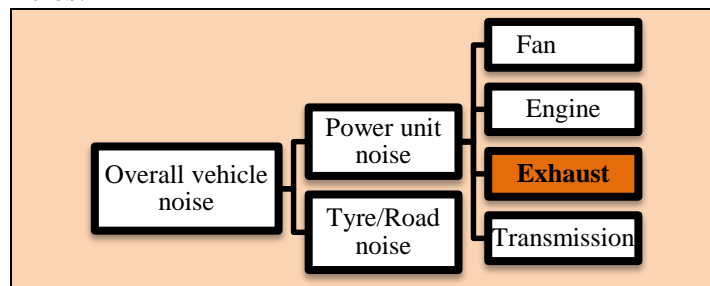 Fan
Engine
Power unit
noise
Exhaust
Overall vehicle
noise
Tyre/Road
noise
Transmission